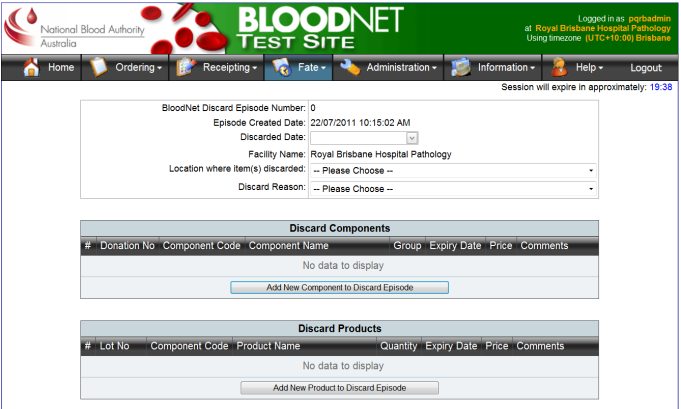 National Blood Authority
Australia
BLOODNET
TEST SITE
Logged in as pqrbadmin
at Royal Brisbane Hospital Pathology
Using timezone (UTC+10:00) Brisbane
Home Ordering Receipting Fate Administration Information Help Logout
Session will expire in approximately: 19:38
BloodNet Discard Episode Number: 0
Episode Created Date: 22/07/2011 10:15:02 AM
Discarded Date:
Facility Name: Royal Brisbane Hospital Pathology
Location where item(s) discarded: -- Please Choose --
Discard Reason: -- Please Choose --
Discard Components
# Donation No Component Code Component Name Group Expiry Date Price Comments
No data to display
Add New Component to Discard Episode
Discard Products
# Lot No Component Code Product Name Quantity Expiry Date Price Comments
No data to display
Add New Product to Discard Episode